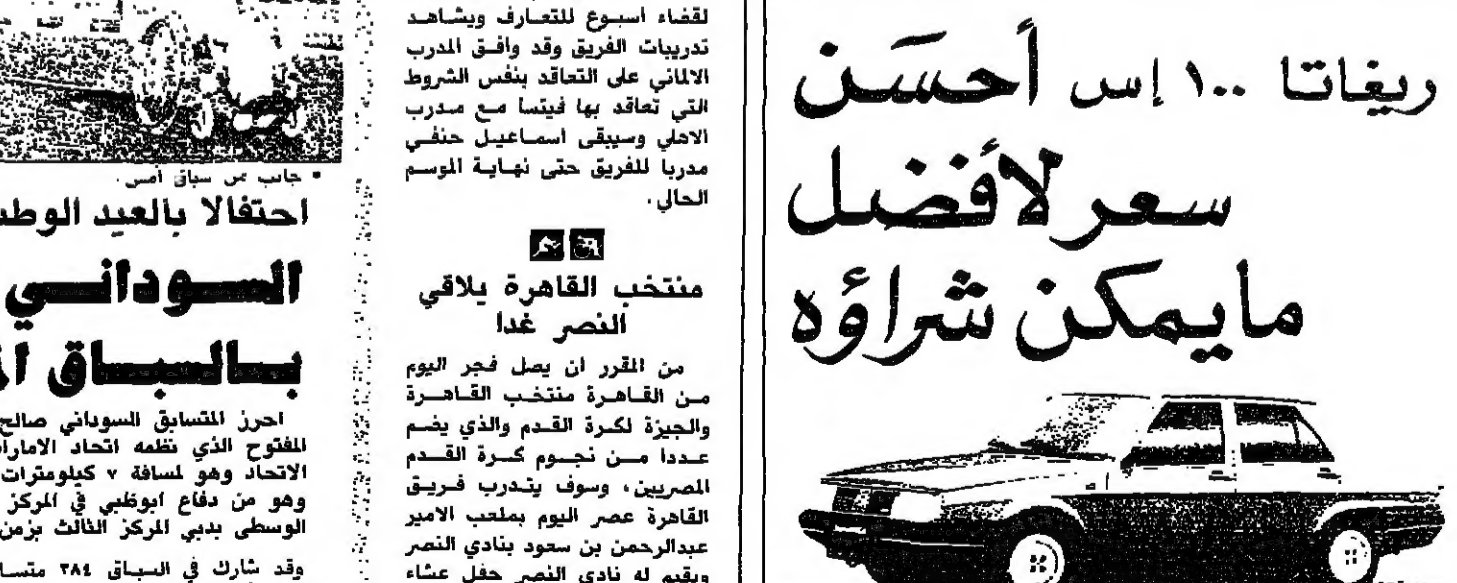 ريغاتا ١٠٠ إس أحسَن
سعر لأفضل
ما يمكن شراؤه
لقضاء اسبوع للتعارف ويشاهد
تدريبات الفريق وقد وافق المدرب
الالماني على التعاقد بنفس الشروط
التي تعاقد بها فيتسا مع مدرب
الاهلي وسيبقى اسماعيل حنفي
مدربا للفريق حتى نهاية الموسم
الحالي .
منتخب القاهرة يلاقي
النصر غدا
من المقرر ان يصل فجر اليوم
من القاهرة منتخب القاهرة
والجيزة لكرة القدم والذي يضم
عددا من نجوم كرة القدم
المصريين ، وسوف يتدرب فريق
القاهرة عصر اليوم بملعب الامير
عبدالرحمن بن سعود بنادي النصر
ويقيم له نادي النصر حفل عشاء
جانب من سباق أمس .
احتفالا بالعيد الوط
السوداني
بالسباق
احرز المتسابق السوداني صالح
المفتوح الذي نظمه اتحاد الامارا
الاتحاد وهو لمسافة ٧ كيلومترات
وهو من دفاع ابوظبي في المركز
الوسطى بدبي المركز الثالث بزمن
وقد شارك في السباق ٣٨٤ متسا